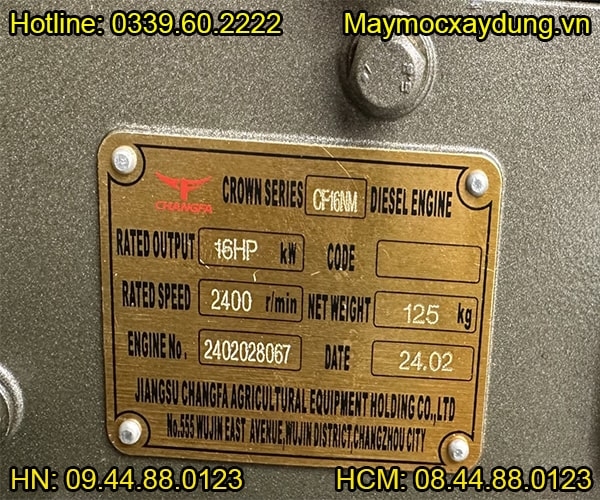 Hotline: 0339.60.2222 Maymocxaydung.vn
8.8
CHANGFA
CROWN SERIES CF16NM DIESEL ENGINE
RATED OUTPUT 16HP kW CODE
RATED SPEED 2400 r/min NET WEIGHT 125 kg
ENGINE No. 2402028067 DATE 24.02
JIANGSU CHANGFA AGRICULTURAL EQUIPMENT HOLDING CO.,LTD
No.555 WUJIN EAST AVENUE,WUJIN DISTRICT,CHANGZHOU CITY
HN: 09.44.88.0123 HCM: 08.44.88.0123